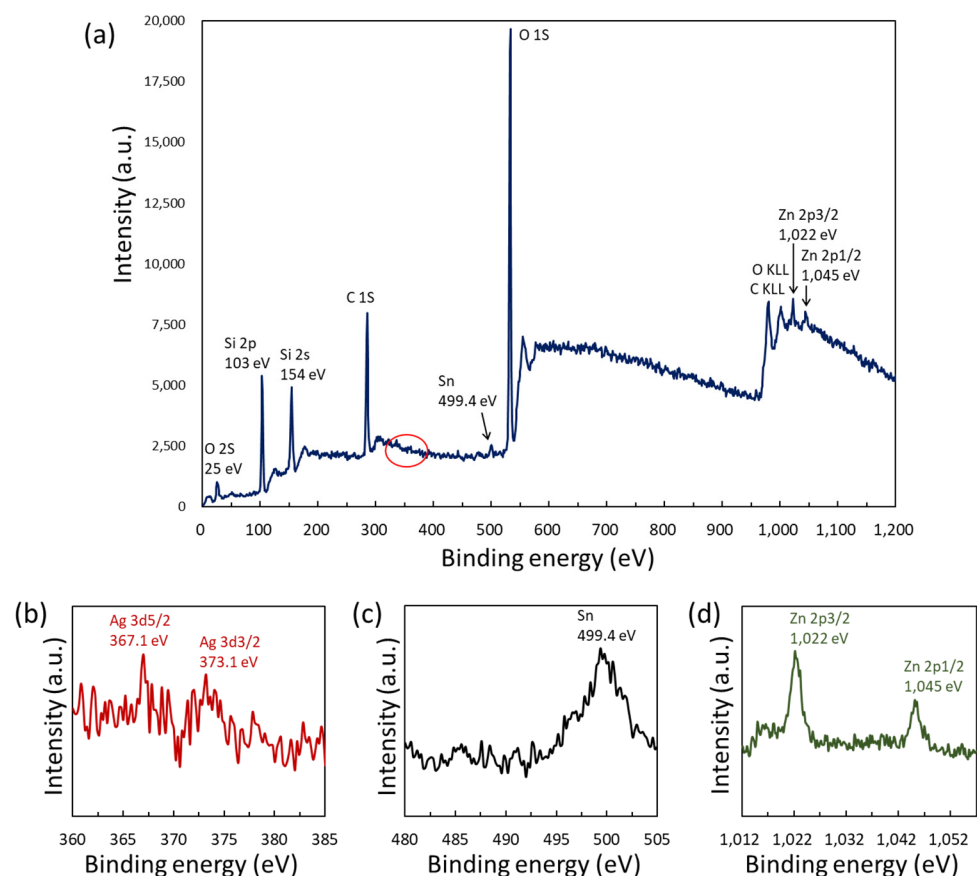 (a)
Intensity (a.u.)
20,000
17,500
15,000
12,500
10,000
7,500
5,000
2,500
0
O 2S
25 eV
Si 2p
103 eV
Si 2s
154 eV
C 1S
Sn
499.4 eV
O 1S
O KLL
C KLL
Zn 2p3/2
1,022 eV
Zn 2p1/2
1,045 eV
0 100 200 300 400 500 600 700 800 900 1,000 1,100 1,200
Binding energy (eV)
(b)
Intensity (a.u.)
Ag 3d5/2
367.1 eV
Ag 3d3/2
373.1 eV
360 365 370 375 380 385
Binding energy (eV)
(c)
Intensity (a.u.)
Sn
499.4 eV
480 485 490 495 500 505
Binding energy (eV)
(d)
Intensity (a.u.)
Zn 2p3/2
1,022 eV
Zn 2p1/2
1,045 eV
1,012 1,022 1,032 1,042 1,052
Binding energy (eV)